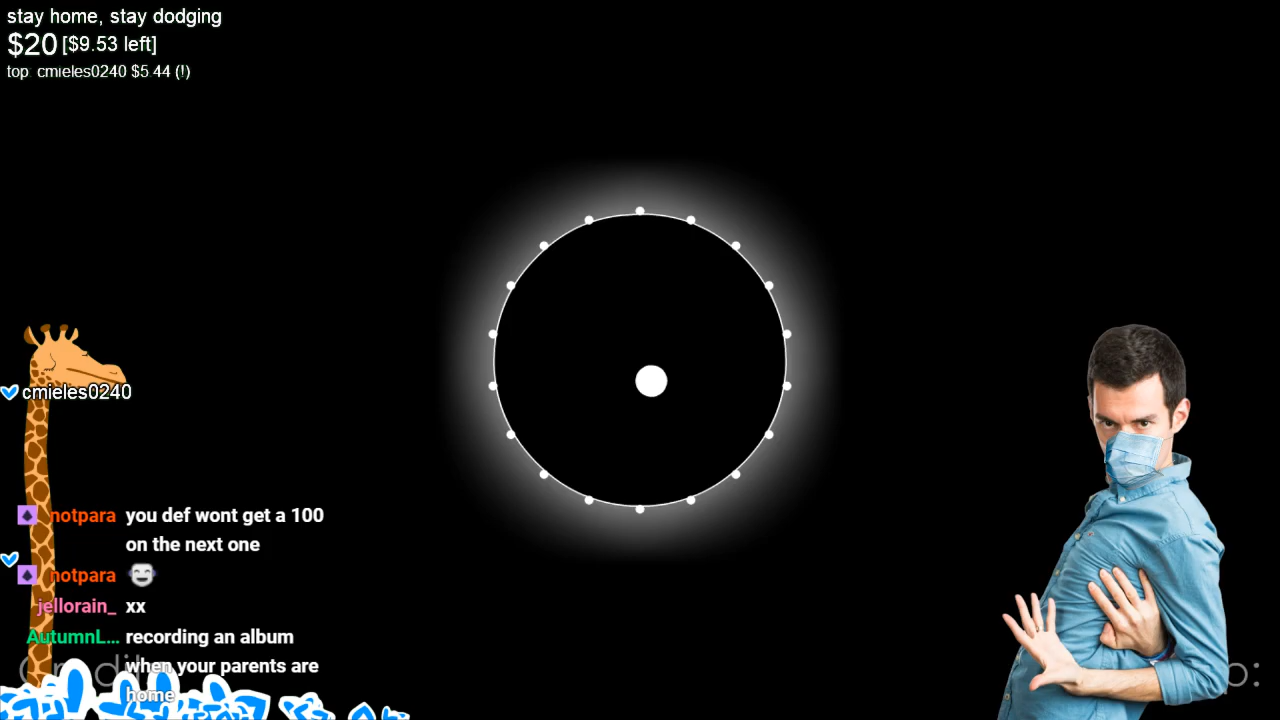 stay home, stay dodging
$20 [$9.53 left]
top: cmieles0240 $5.44 (!)
cmieles0240
notpara you def wont get a 100
on the next one
notpara
jellorain_ xx
AutumnL... recording an album
when your parents are
home